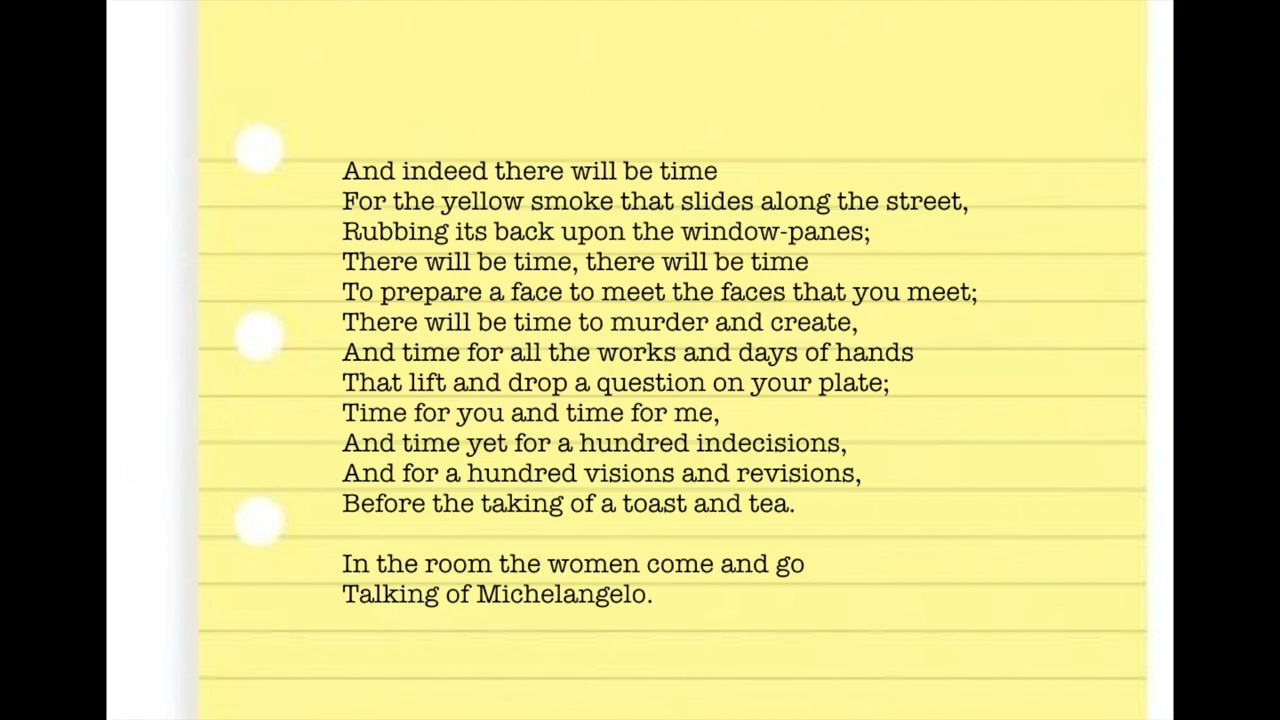 And indeed there will be time
For the yellow smoke that slides along the street,
Rubbing its back upon the window-panes;
There will be time, there will be time
To prepare a face to meet the faces that you meet;
There will be time to murder and create,
And time for all the works and days of hands
That lift and drop a question on your plate;
Time for you and time for me,
And time yet for a hundred indecisions,
And for a hundred visions and revisions,
Before the taking of a toast and tea.

In the room the women come and go
Talking of Michelangelo.